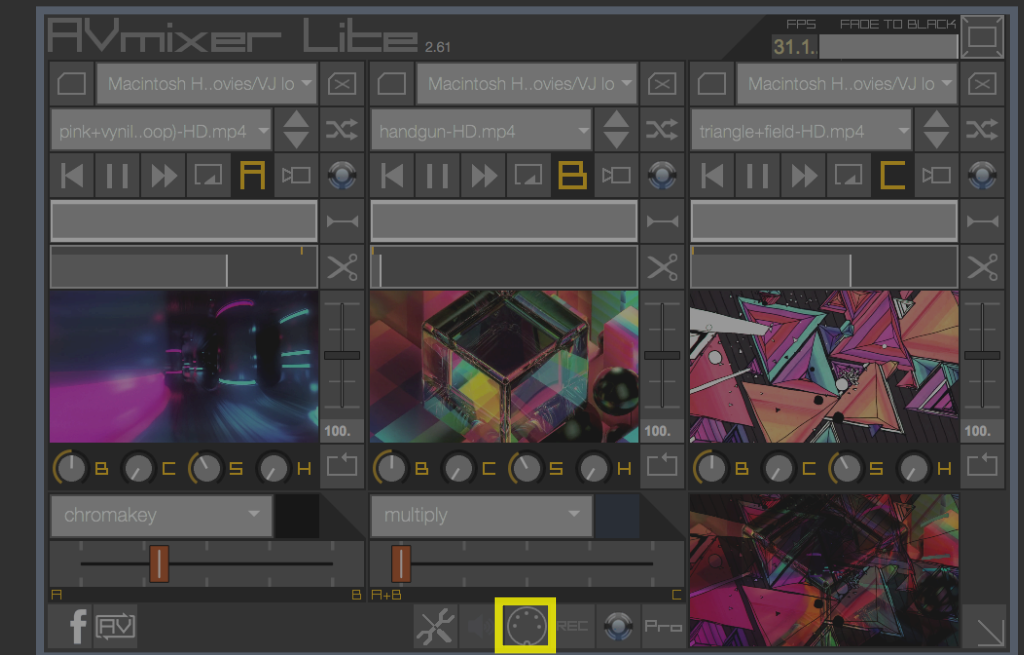 AVmixer Lite 2.61
FPS FADE TO BLACK
31.1.
Macintosh H..ovies/VJ lo Macintosh H..ovies/VJ lo Macintosh H..ovies/VJ lo
pink+vynil..oop)-HD.mp4 handgun-HD.mp4 triangle+field-HD.mp4
A B C
100. 100. 100.
B C S H B C S H B C S H
chromakey multiply
A B A+B C
f AV REC Pro